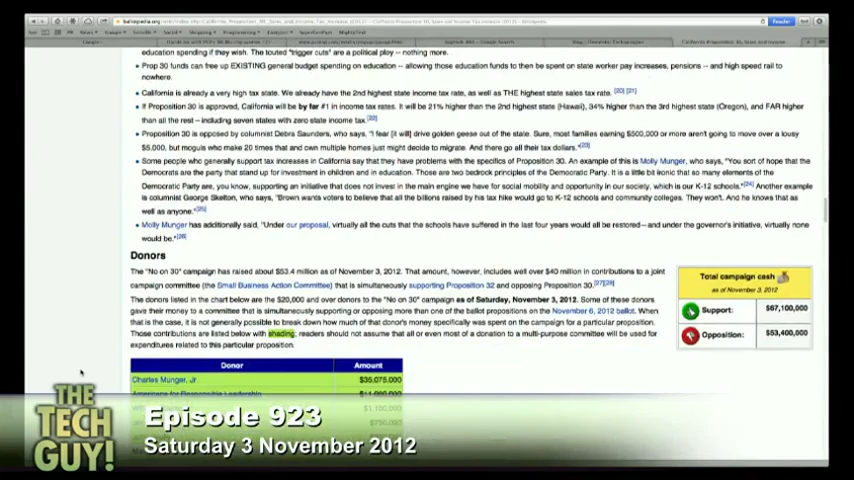 ballotpedia.org
Reader
education spending if they wish. The touted "trigger cuts" are a political ploy -- nothing more.
Prop 30 funds can free up EXISTING general budget spending on education -- allowing those education funds to then be spent on state worker pay increases, pensions -- and high speed rail to
nowhere.
California is already a very high tax state. We already have the 2nd highest state income tax rate, as well as THE highest state sales tax rate. [20] [21]
If Proposition 30 is approved, California will be by far #1 in income tax rates. It will be 21% higher than the 2nd highest state (Hawaii), 34% higher than the 3rd highest state (Oregon), and FAR higher
than all the rest -- including seven states with zero state income tax. [22]
Proposition 30 is opposed by columnist Debra Saunders, who says, "I fear [it will] drive golden geese out of the state. Sure, most families earning $500,000 or more aren't going to move over a lousy
$5,000, but moguls who make 20 times that and own multiple homes just might decide to migrate. And there go all their tax dollars."[23]
Some people who generally support tax increases in California say that they have problems with the specifics of Proposition 30. An example of this is Molly Munger, who says, "You sort of hope that the
Democrats are the party that stand up for investment in children and in education. Those are two bedrock principles of the Democratic Party. It is a little bit ironic that so many elements of the
Democratic Party are, you know, supporting an initiative that does not invest in the main engine we have for social mobility and opportunity in our society, which is our K-12 schools."[24] Another example
is columnist George Skelton, who says, "Brown wants voters to believe that all the billions raised by his tax hike would go to K-12 schools and community colleges. They won't. And he knows that as
well as anyone."[25]
Molly Munger has additionally said, "Under our proposal, virtually all the cuts that the schools have suffered in the last four years would all be restored—and under the governor's initiative, virtually none
would be."[26]
Donors
The "No on 30" campaign has raised about $53.4 million as of November 3, 2012. That amount, however, includes well over $40 million in contributions to a joint
campaign committee (the Small Business Action Committee) that is simultaneously supporting Proposition 32 and opposing Proposition 30.[27][28]
The donors listed in the chart below are the $20,000 and over donors to the "No on 30" campaign as of Saturday, November 3, 2012. Some of these donors
gave their money to a committee that is simultaneously supporting or opposing more than one of the ballot propositions on the November 6, 2012 ballot. When
that is the case, it is not generally possible to break down how much of that donor's money specifically was spent on the campaign for a particular proposition.
Those contributions are listed below with shading; readers should not assume that all or even most of a donation to a multi-purpose committee will be used for
expenditures related to this particular proposition.
Total campaign cash
as of November 3, 2012
Support: $67,100,000
Opposition: $53,400,000
Donor Amount
Charles Munger, Jr $35,075,000
Americans for Responsible Leadership $11,000,000
THE
TECH
GUY!
Episode 923
Saturday 3 November 2012